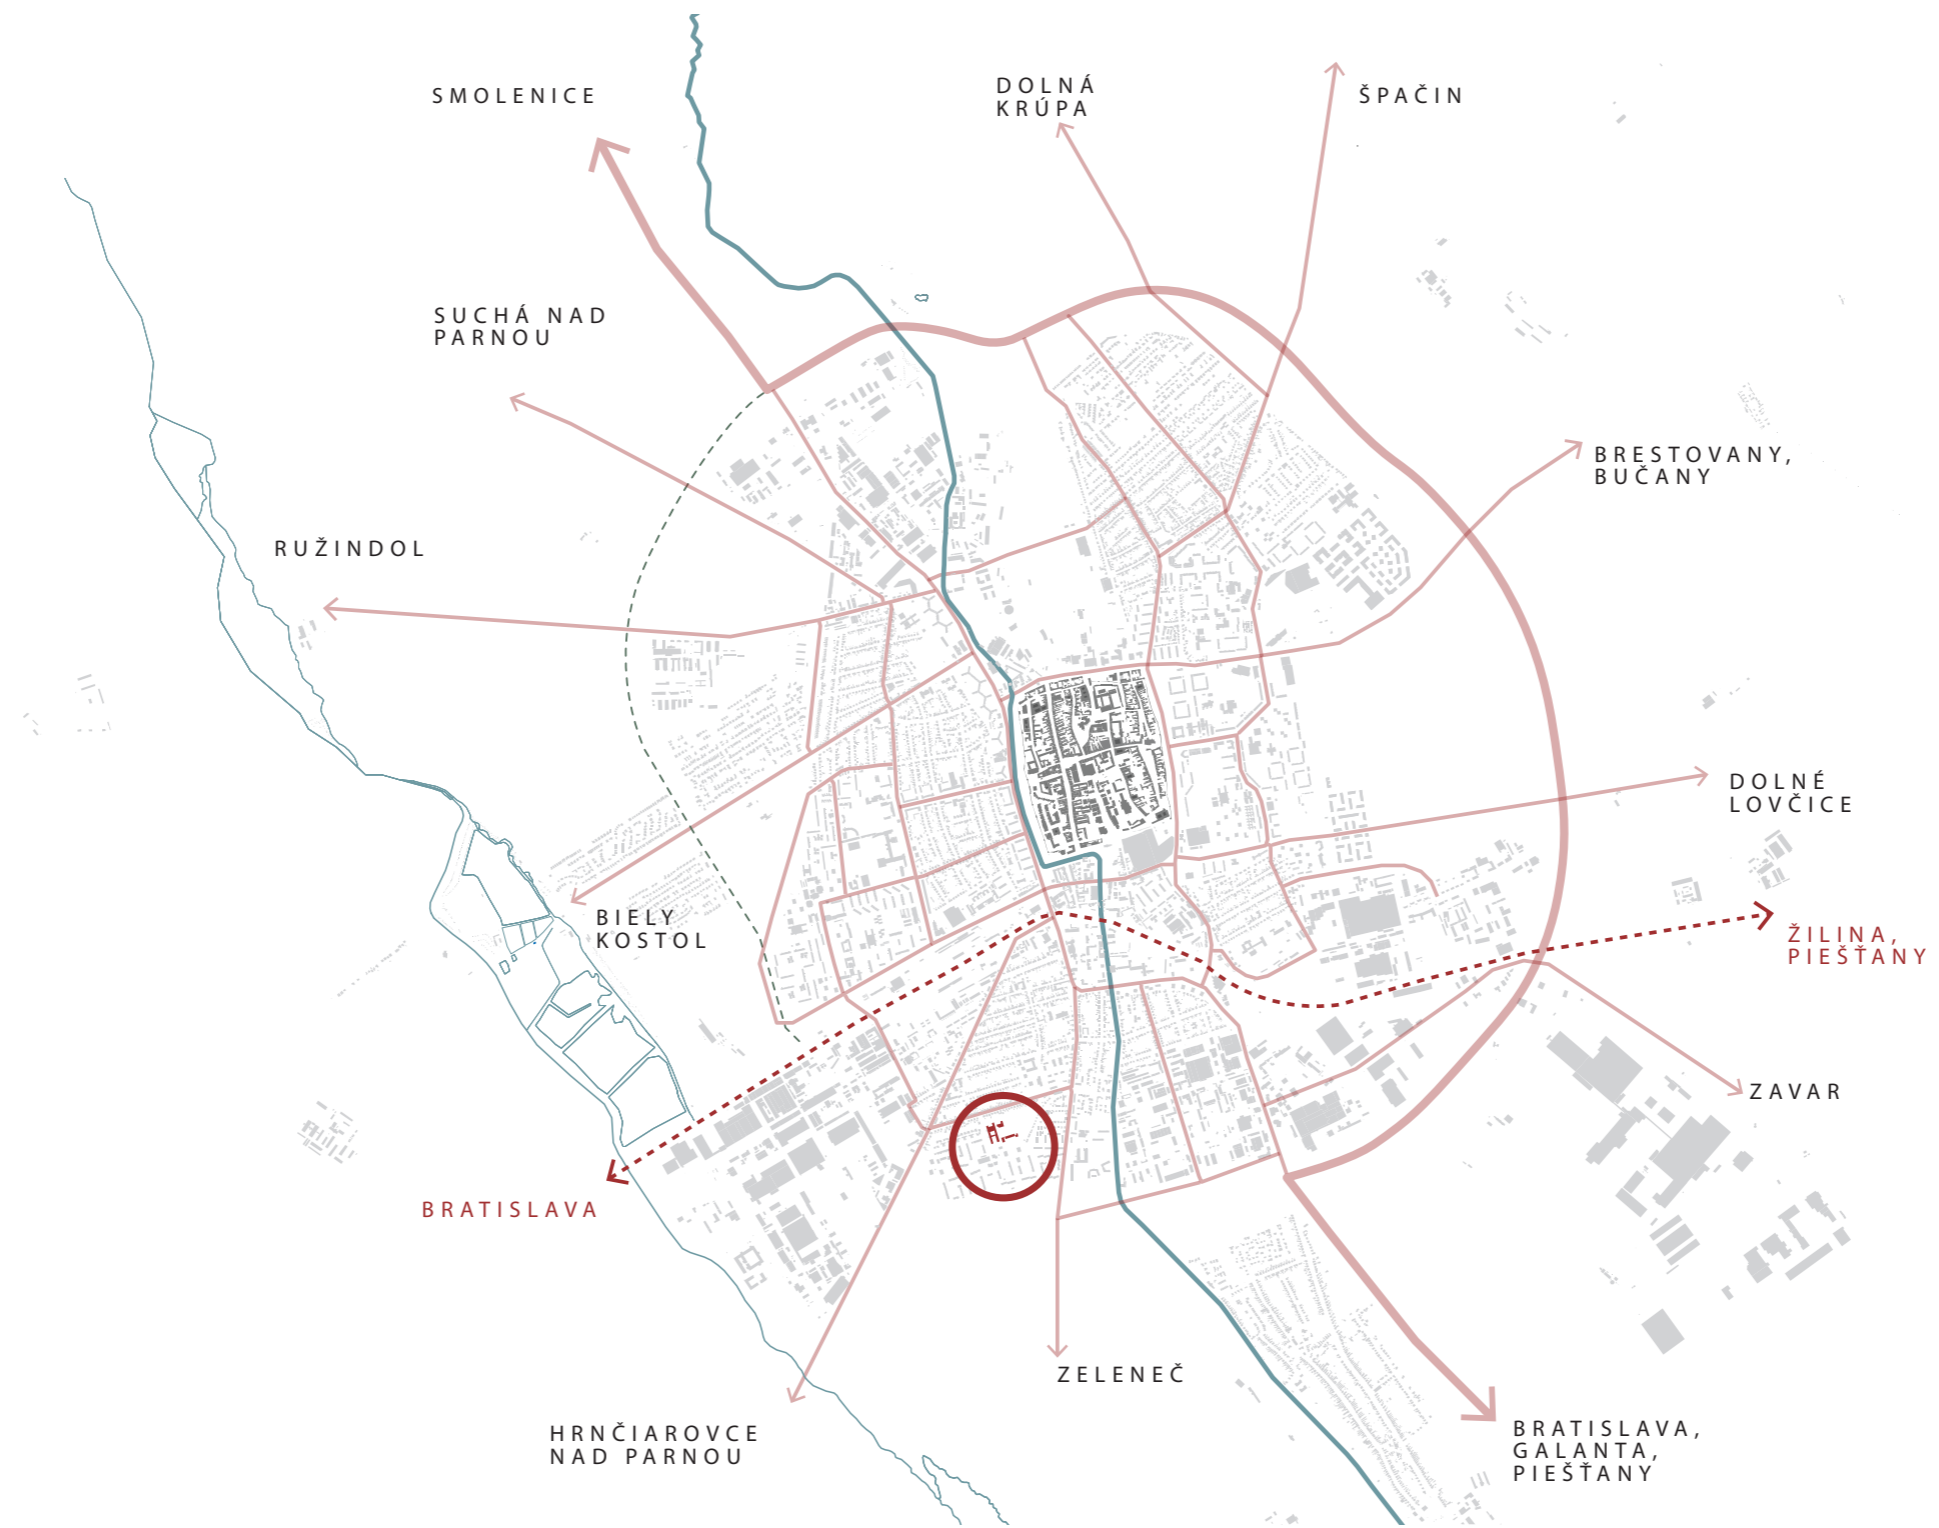 SMOLENICE
DOLNÁ
KRÚPA
ŠPAČIN
SUCHÁ NAD
PARNOU
BRESTOVANY,
BUČANY
RUŽINDOL
DOLNÉ
LOVČICE
BIELY
KOSTOL
ŽILINA,
PIEŠŤANY
ZAVAR
BRATISLAVA
ZELENEČ
HRNČIAROVCE
NAD PARNOU
BRATISLAVA,
GALANTA,
PIEŠŤANY